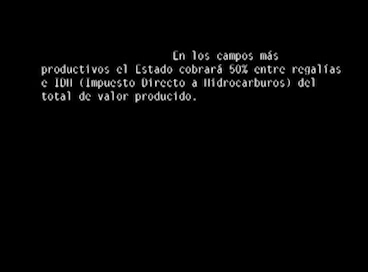 En los campos más
productivos el Estado cobrará 50% entre regalías
e IDH (Impuesto Directo a Hidrocarburos) del
total de valor producido.